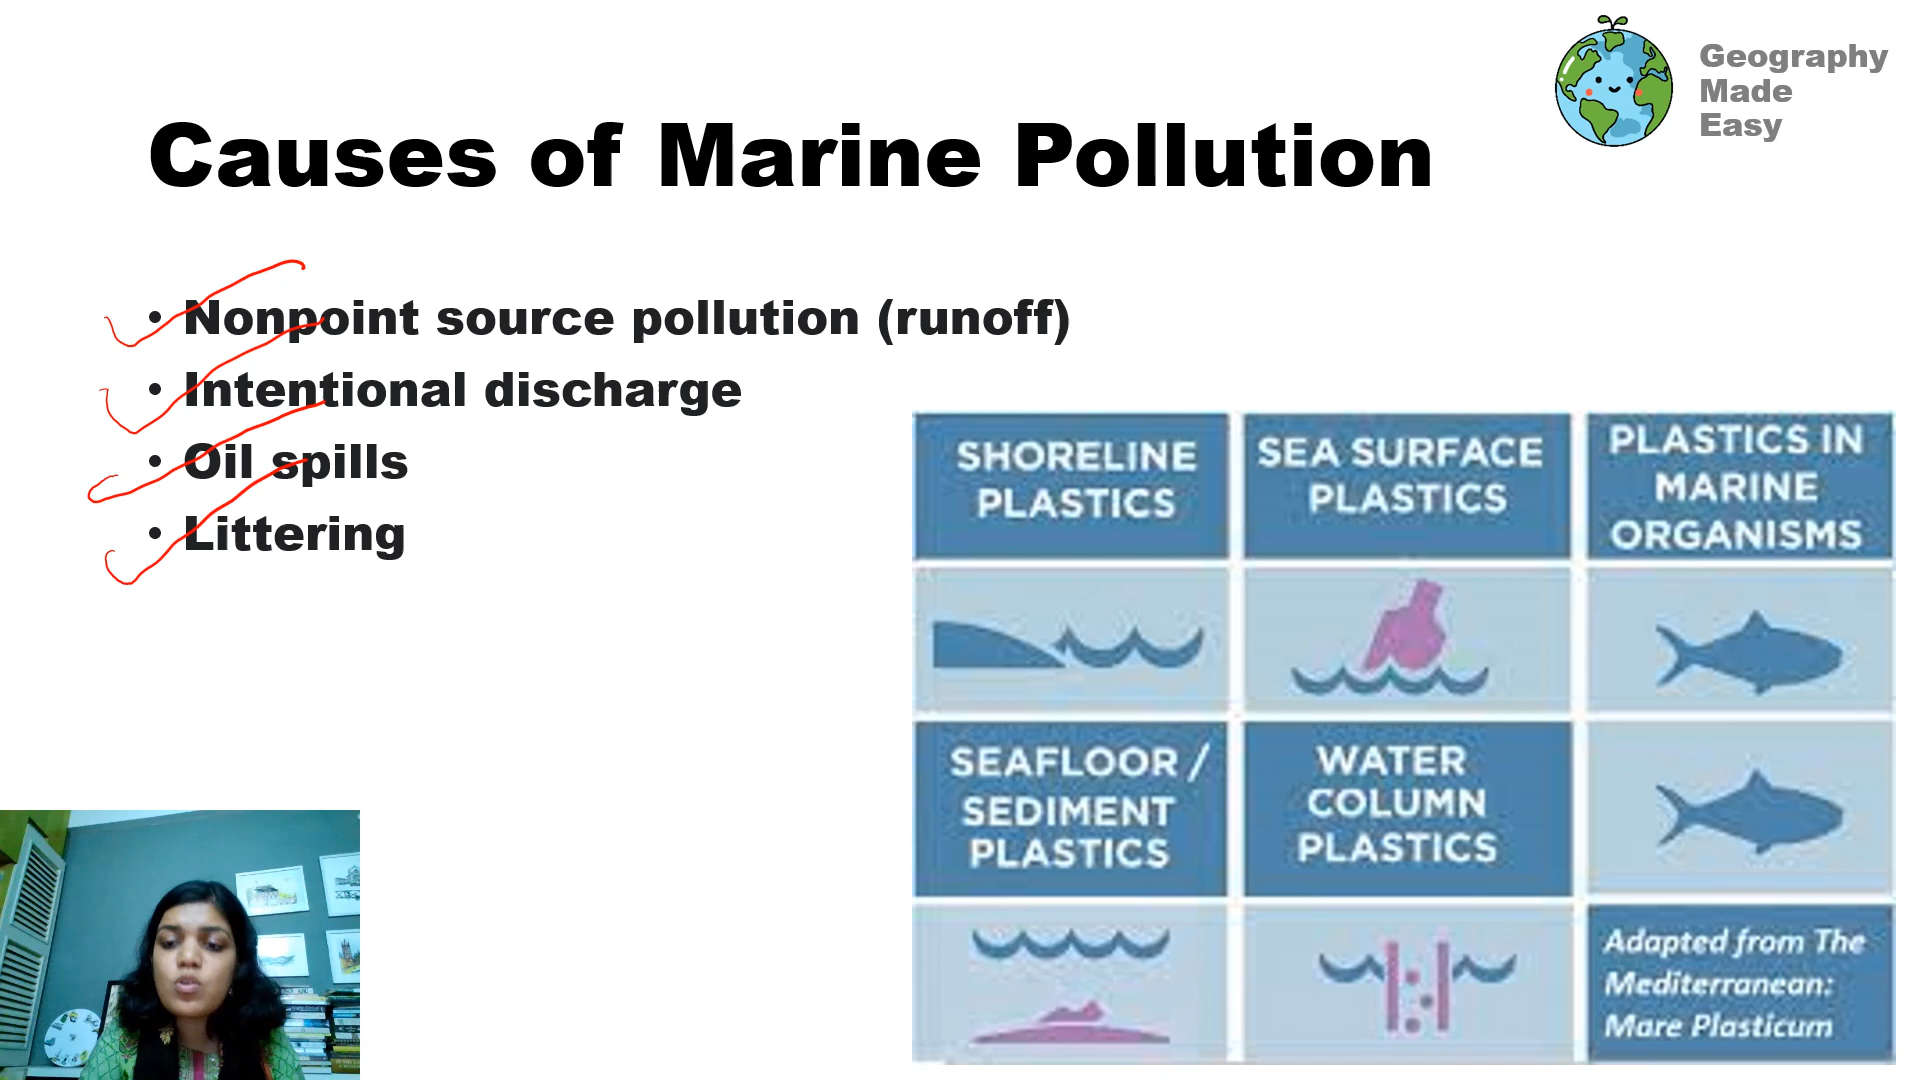 Geography
Made
Easy
Causes of Marine Pollution
• Nonpoint source pollution (runoff)
• Intentional discharge
• Oil spills
• Littering
SHORELINE
PLASTICS
SEA SURFACE
PLASTICS
PLASTICS IN
MARINE
ORGANISMS
SEAFLOOR /
SEDIMENT
PLASTICS
WATER
COLUMN
PLASTICS
Adapted from The
Mediterranean:
Mare Plasticum